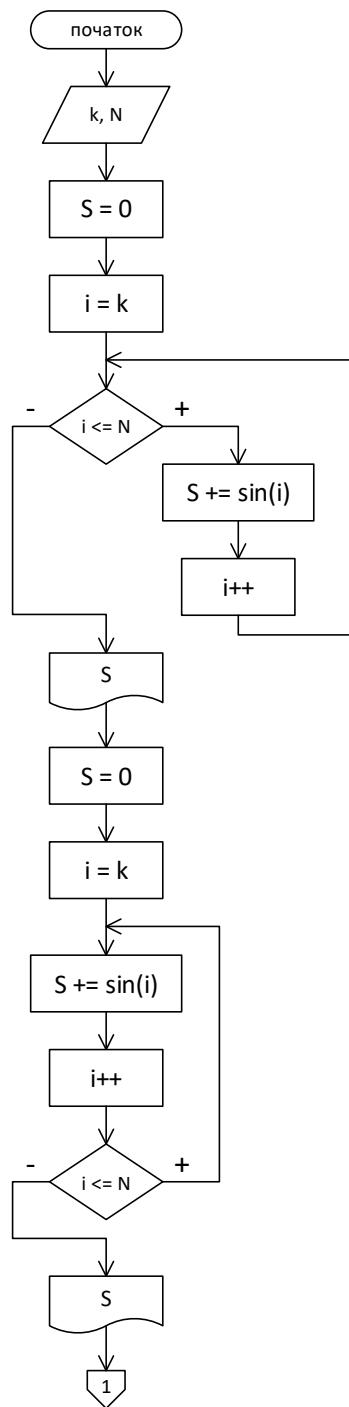 початок
k, N
S = 0
i = k
- i <= N +
S += sin(i)
i++
S
S = 0
i = k
S += sin(i)
i++
- i <= N +
S
1